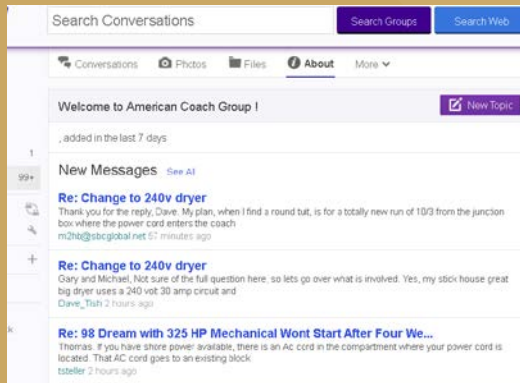 Search Conversations Search Groups Search Web
Conversations Photos Files About More
Welcome to American Coach Group ! New Topic
, added in the last 7 days
1
New Messages See All
99+
Re: Change to 240v dryer
Thank you for the reply, Dave. My plan, when I find a round tuit, is for a totally new run of 10/3 from the junction
box where the power cord enters the coach
m2hb@sbcglobal.net minutes ago
Re: Change to 240v dryer
Gary and Michael, Not sure of the full question here, so lets go over what is involved. Yes, my stick house great
big dryer uses a 240 volt 30 amp circuit and
Dave_Tish 2 hours ago
Re: 98 Dream with 325 HP Mechanical Wont Start After Four We...
Thomas. If you have shore power available, there is an Ac cord in the compartment where your power cord is
located. That AC cord goes to an existing block
tsteller 2 hours ago